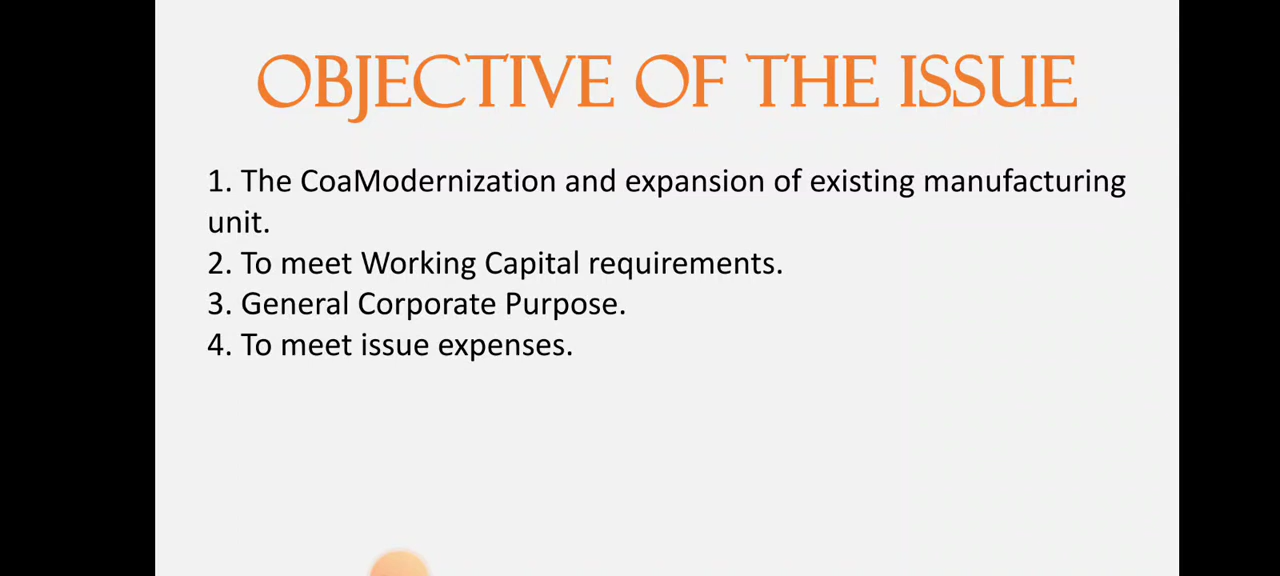 OBJECTIVE OF THE ISSUE
1. The CoaModernization and expansion of existing manufacturing
unit.
2. To meet Working Capital requirements.
3. General Corporate Purpose.
4. To meet issue expenses.